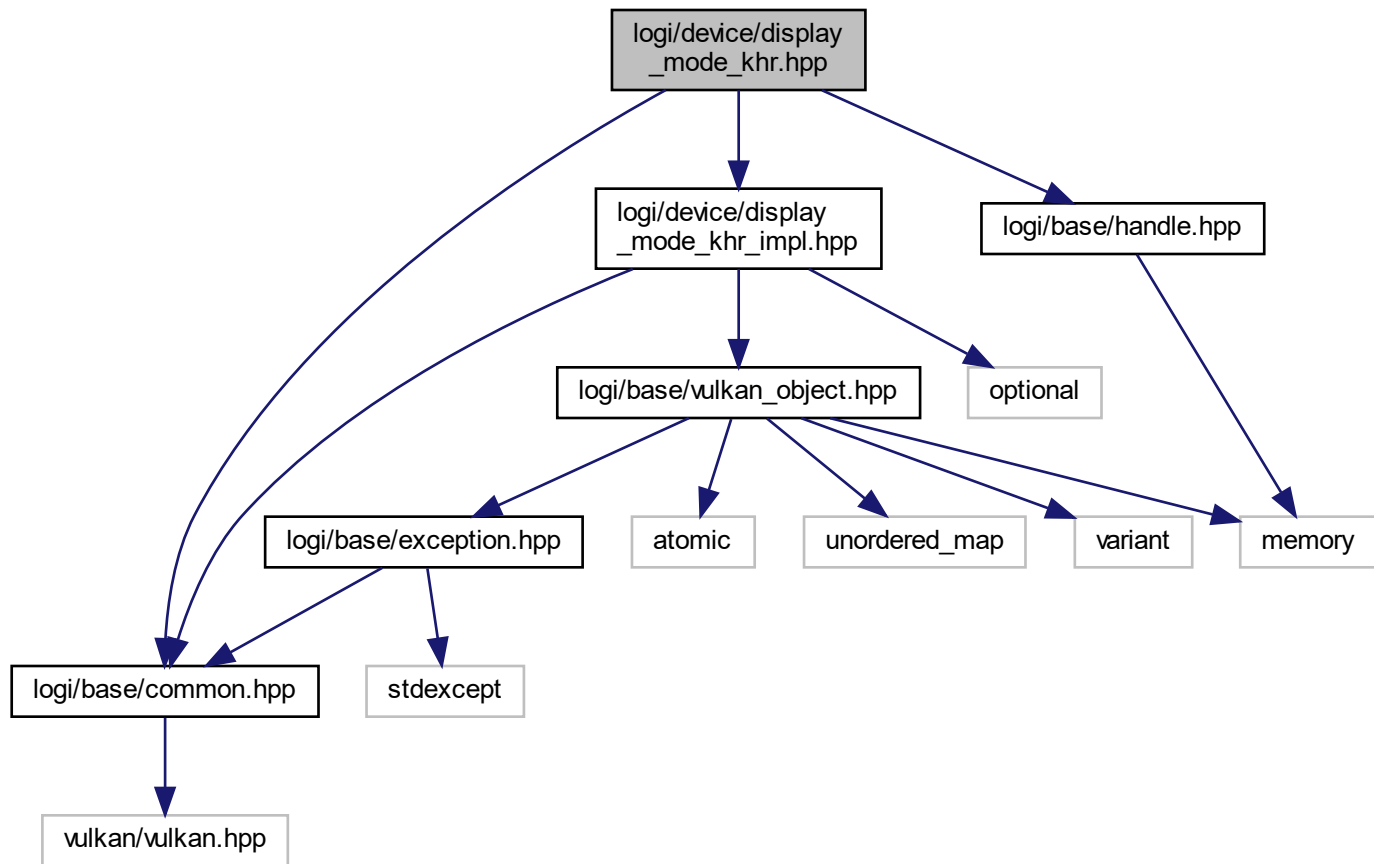 logi/device/display
_mode_khr.hpp
logi/device/display
_mode_khr_impl.hpp
logi/base/handle.hpp
logi/base/vulkan_object.hpp
optional
logi/base/exception.hpp
atomic
unordered_map
variant
memory
logi/base/common.hpp
stdexcept
vulkan/vulkan.hpp